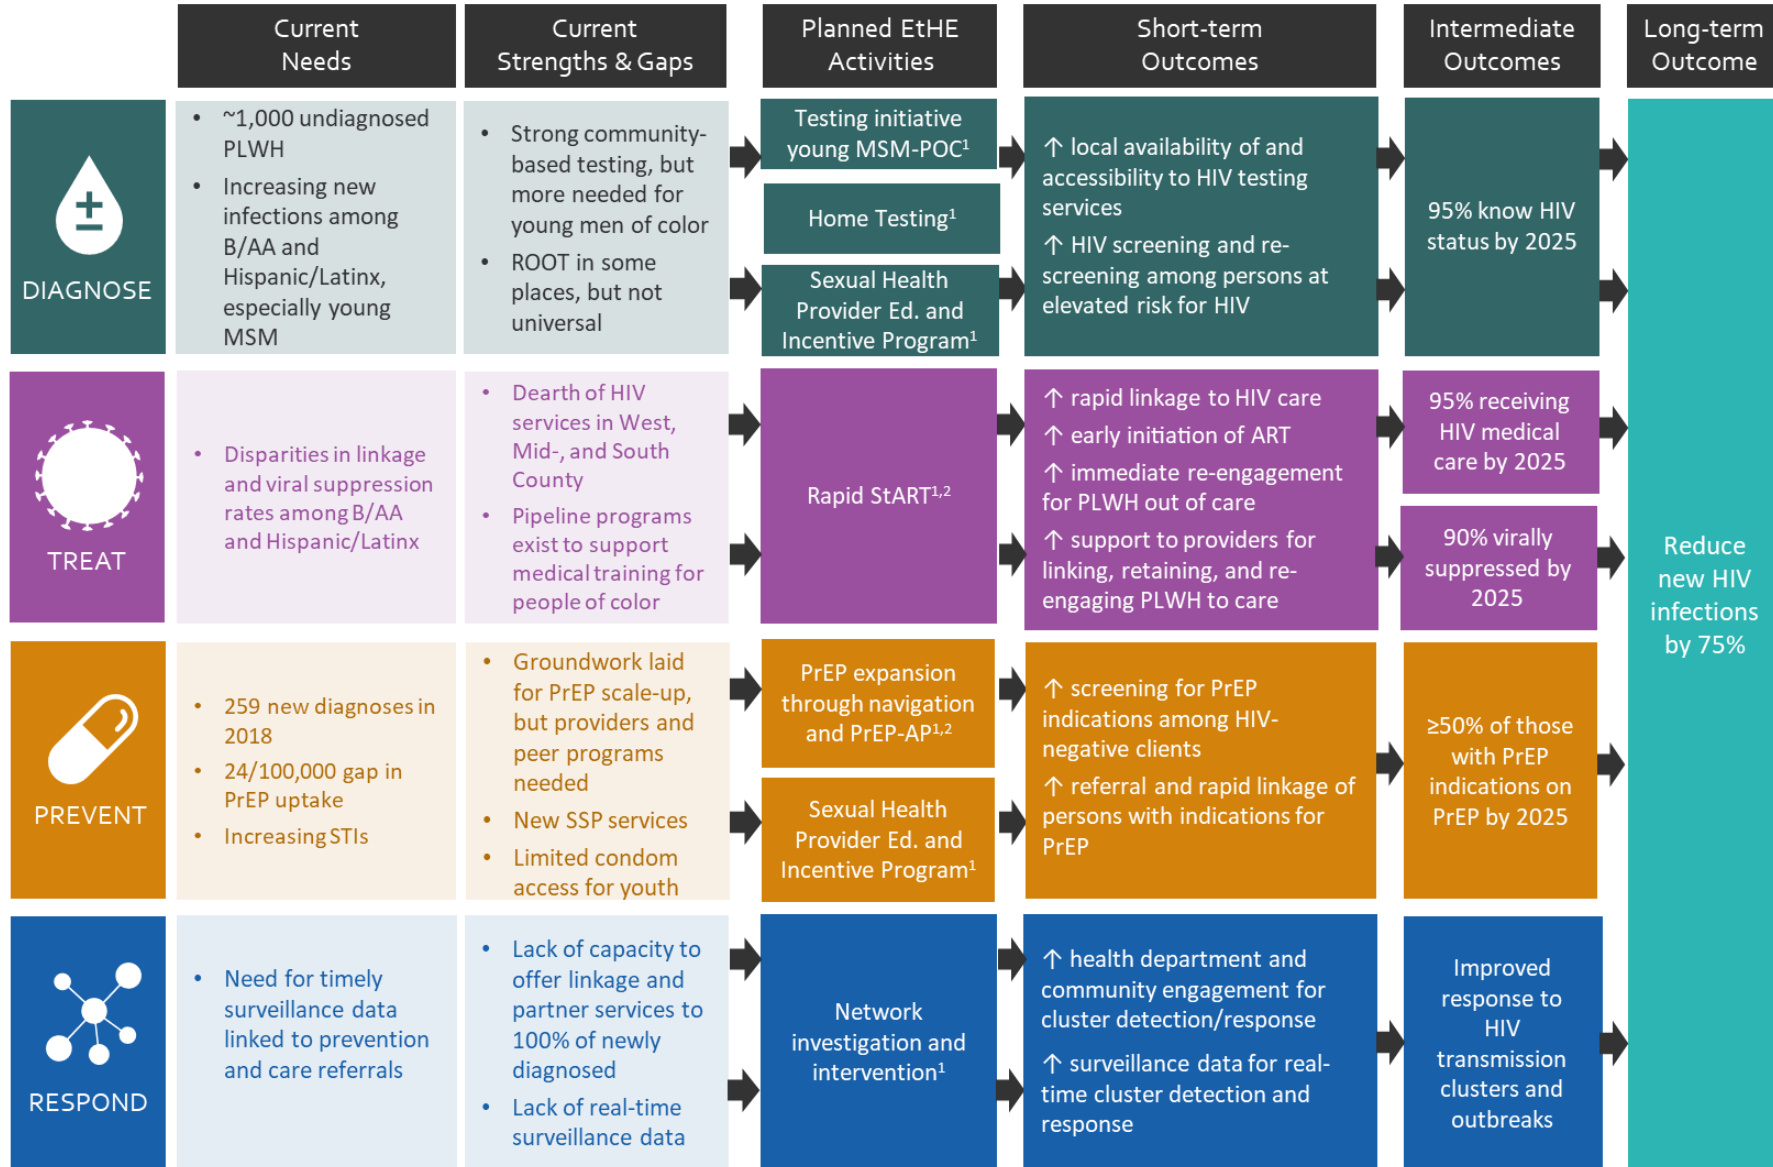 Current
Needs
Current
Strengths & Gaps
Planned EtHE
Activities
Short-term
Outcomes
Intermediate
Outcomes
Long-term
Outcome
DIAGNOSE
• ~1,000 undiagnosed
PLWH
• Increasing new
infections among
B/AA and
Hispanic/Latinx,
especially young
MSM
• Strong community-
based testing, but
more needed for
young men of color
• ROOT in some
places, but not
universal
Testing initiative
young MSM-POC¹
Home Testing¹
Sexual Health
Provider Ed. and
Incentive Program¹
↑ local availability of and
accessibility to HIV testing
services
↑ HIV screening and re-
screening among persons at
elevated risk for HIV
95% know HIV
status by 2025
TREAT
• Disparities in linkage
and viral suppression
rates among B/AA
and Hispanic/Latinx
• Dearth of HIV
services in West,
Mid-, and South
County
• Pipeline programs
exist to support
medical training for
people of color
Rapid StART¹,²
↑ rapid linkage to HIV care
↑ early initiation of ART
↑ immediate re-engagement
for PLWH out of care
↑ support to providers for
linking, retaining, and re-
engaging PLWH to care
95% receiving
HIV medical
care by 2025
90% virally
suppressed by
2025
PREVENT
• 259 new diagnoses in
2018
• 24/100,000 gap in
PrEP uptake
• Increasing STIs
• Groundwork laid
for PrEP scale-up,
but providers and
peer programs
needed
• New SSP services
• Limited condom
access for youth
PrEP expansion
through navigation
and PrEP-AP¹,²
Sexual Health
Provider Ed. and
Incentive Program¹
↑ screening for PrEP
indications among HIV-
negative clients
↑ referral and rapid linkage of
persons with indications for
PrEP
≥50% of those
with PrEP
indications on
PrEP by 2025
RESPOND
• Need for timely
surveillance data
linked to prevention
and care referrals
• Lack of capacity to
offer linkage and
partner services to
100% of newly
diagnosed
• Lack of real-time
surveillance data
Network
investigation and
intervention¹
↑ health department and
community engagement for
cluster detection/response
↑ surveillance data for real-
time cluster detection and
response
Improved
response to
HIV
transmission
clusters and
outbreaks
Reduce
new HIV
infections
by 75%